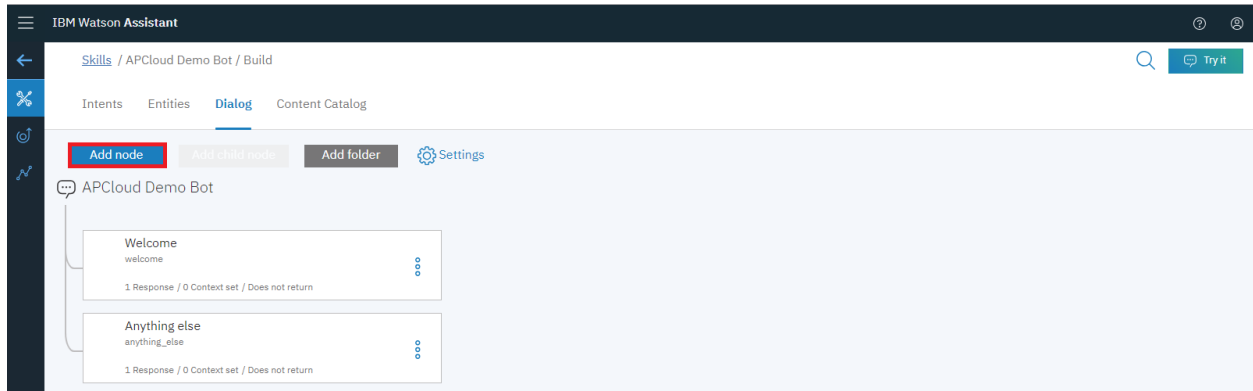 IBM Watson Assistant
Skills / APCloud Demo Bot / Build
Try it
Intents Entities Dialog Content Catalog
Add node Add child node Add folder Settings
APCloud Demo Bot
Welcome
welcome
1 Response / 0 Context set / Does not return
Anything else
anything_else
1 Response / 0 Context set / Does not return